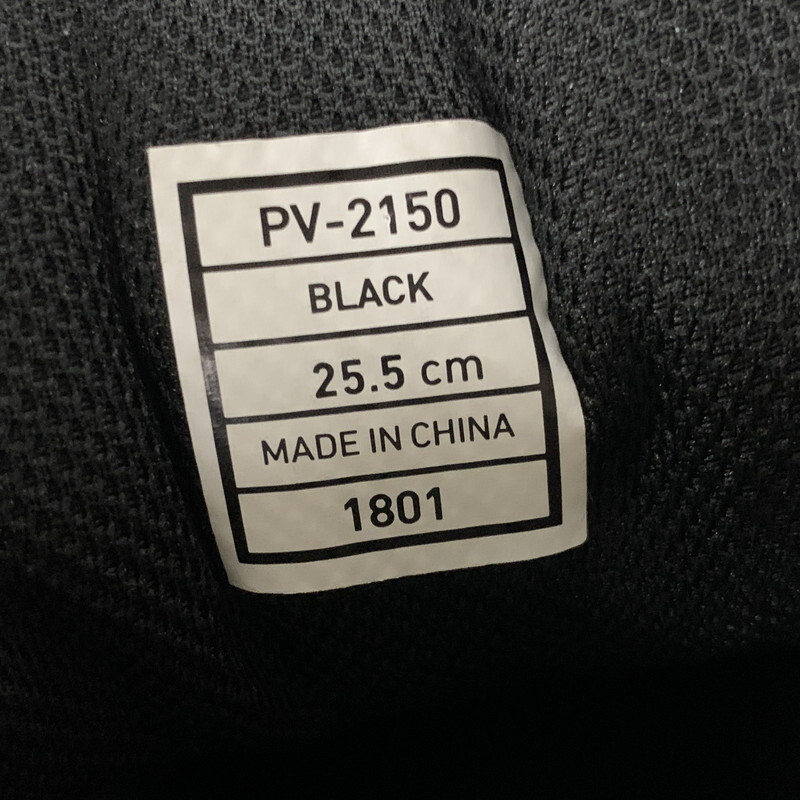 PV-2150
BLACK
25.5 cm
MADE IN CHINA
1801